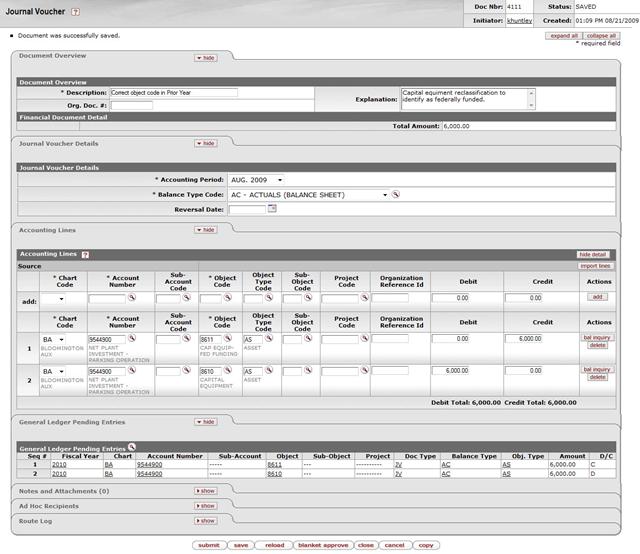 Journal Voucher ?
Doc Nbr: 4111 Status: SAVED
Initiator: khuntley Created: 01:09 PM 08/21/2009
Document was successfully saved.
expand all collapse all
* required field
Document Overview hide
Document Overview
* Description: Correct object code in Prior Year
Explanation: Capital equiment reclassification to identify as federally funded.
Org. Doc. #:
Financial Document Detail
Total Amount: 6,000.00
Journal Voucher Details hide
Journal Voucher Details
* Accounting Period: AUG. 2009
* Balance Type Code: AC - ACTUALS (BALANCE SHEET)
Reversal Date:
Accounting Lines hide
Accounting Lines ? hide detail
Source import lines
* Chart Code * Account Number Sub-Account Code * Object Code Object Type Code Sub-Object Code Project Code Organization Reference Id Debit Credit Actions
add: 0.00 0.00 add
* Chart Code * Account Number Sub-Account Code * Object Code Object Type Code Sub-Object Code Project Code Organization Reference Id Debit Credit Actions
1 BA 9544900 8611 AS 0.00 6,000.00 bal inquiry delete
BLOOMINGTON AUX NET PLANT INVESTMENT - PARKING OPERATION CAP EQUIP-FED FUNDING ASSET
2 BA 9544900 8610 AS 6,000.00 0.00 bal inquiry delete
BLOOMINGTON AUX NET PLANT INVESTMENT - PARKING OPERATION CAPITAL EQUIPMENT ASSET
Debit Total: 6,000.00 Credit Total: 6,000.00
General Ledger Pending Entries hide
General Ledger Pending Entries
Seq # Fiscal Year Chart Account Number Sub-Account Object Sub-Object Project Doc Type Balance Type Obj. Type Amount D/C
1 2010 BA 9544900 ----- 8611 --- ---------- JV AC AS 6,000.00 C
2 2010 BA 9544900 ----- 8610 --- ---------- JV AC AS 6,000.00 D
Notes and Attachments (0) show
Ad Hoc Recipients show
Route Log show
submit save reload blanket approve close cancel copy